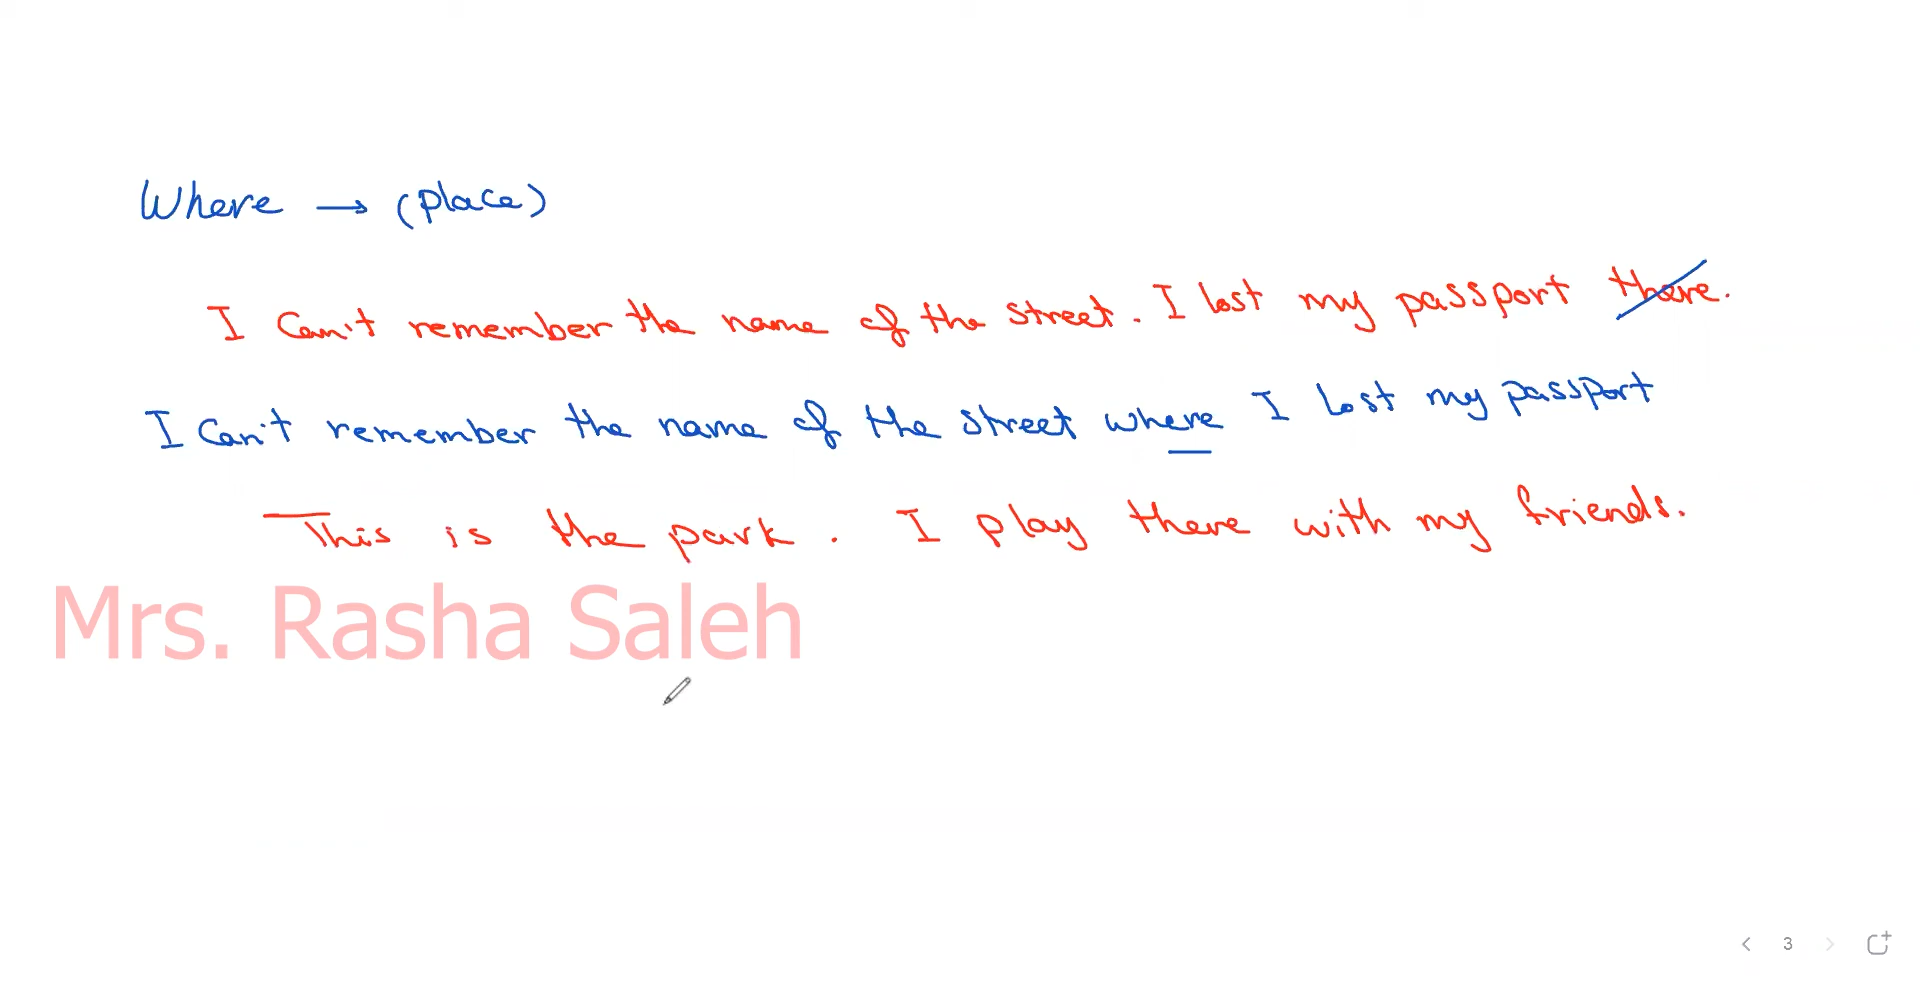 Where → (place)
I can't remember the name of the street. I lost my passport there.
I can't remember the name of the street where I lost my passport
This is the park. I play there with my friends.
Mrs. Rasha Saleh
3